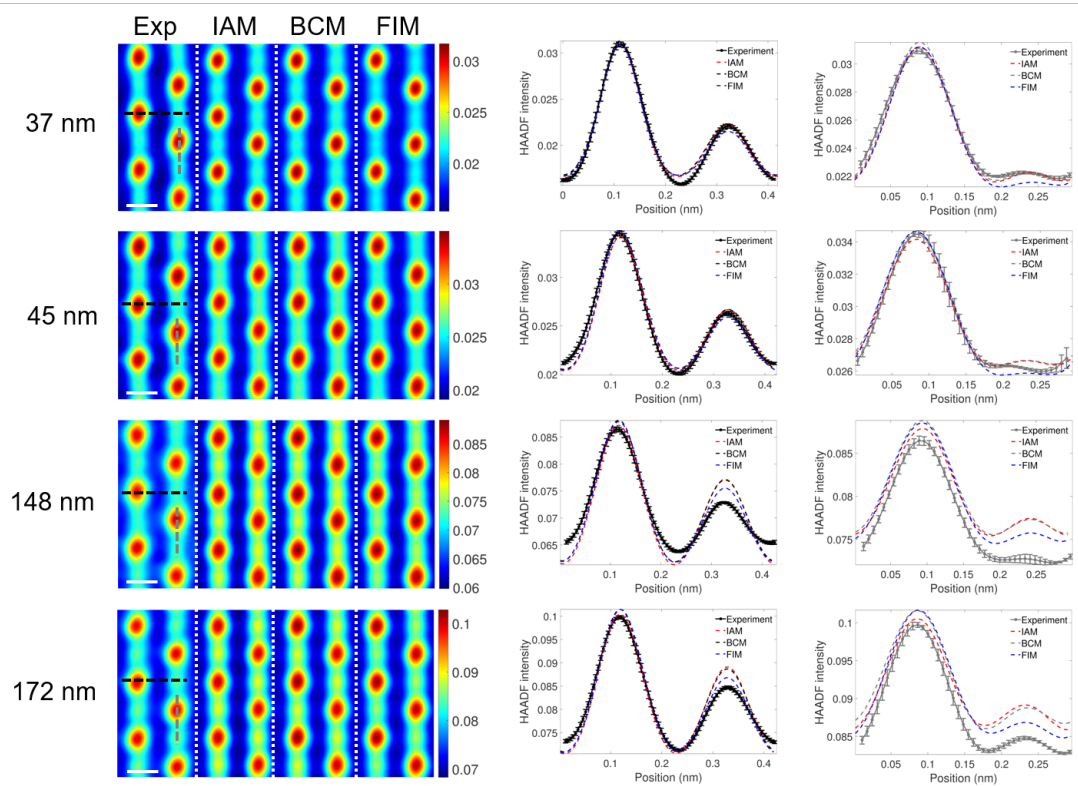 Exp IAM BCM FIM
37 nm
0.03
0.025
0.02
HAADF intensity
0.03
0.025
0.02
0 0.1 0.2 0.3 0.4
Position (nm)
Experiment
IAM
BCM
FIM
HAADF intensity
0.03
0.028
0.026
0.024
0.022
0.05 0.1 0.15 0.2 0.25
Position (nm)
Experiment
IAM
BCM
FIM
45 nm
0.03
0.025
0.02
HAADF intensity
0.03
0.025
0.02
0 0.1 0.2 0.3 0.4
Position (nm)
Experiment
IAM
BCM
FIM
HAADF intensity
0.034
0.032
0.03
0.028
0.026
0.05 0.1 0.15 0.2 0.25
Position (nm)
Experiment
IAM
BCM
FIM
148 nm
0.085
0.08
0.075
0.07
0.065
0.06
HAADF intensity
0.085
0.08
0.075
0.07
0.065
0 0.1 0.2 0.3 0.4
Position (nm)
Experiment
IAM
BCM
FIM
HAADF intensity
0.085
0.08
0.075
0.05 0.1 0.15 0.2 0.25
Position (nm)
Experiment
IAM
BCM
FIM
172 nm
0.1
0.09
0.08
0.07
HAADF intensity
0.1
0.095
0.09
0.085
0.08
0.075
0 0.1 0.2 0.3 0.4
Position (nm)
Experiment
IAM
BCM
FIM
HAADF intensity
0.1
0.095
0.09
0.085
0.05 0.1 0.15 0.2 0.25
Position (nm)
Experiment
IAM
BCM
FIM